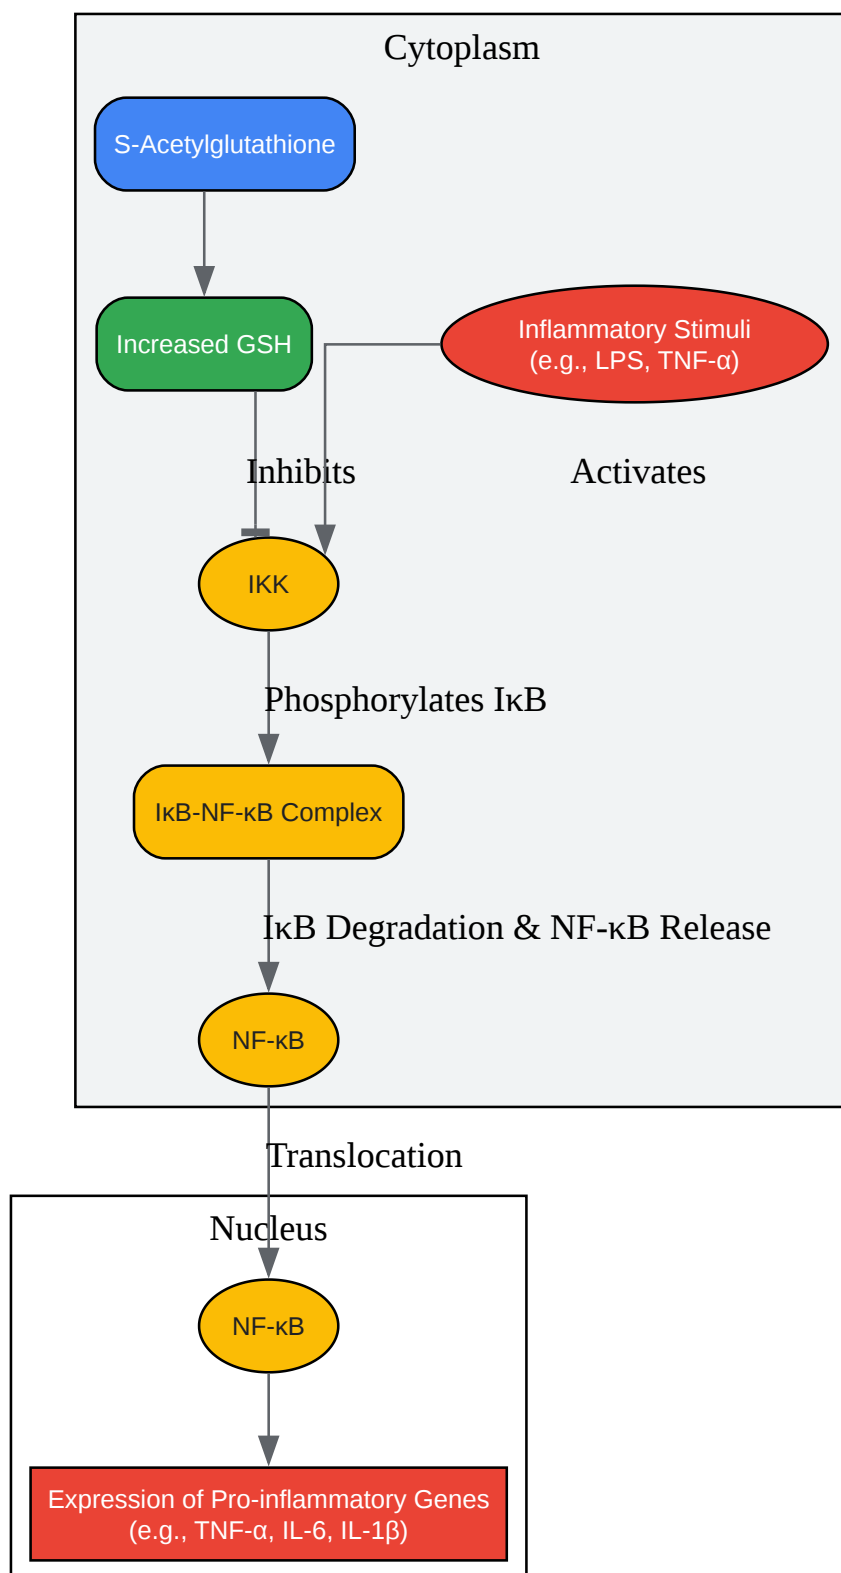 Cytoplasm
S-Acetylglutathione
Increased GSH
Inflammatory Stimuli
(e.g., LPS, TNF-α)
Inhibits
Activates
IKK
Phosphorylates IκB
IκB-NF-κB Complex
IκB Degradation & NF-κB Release
NF-κB
Translocation
Nucleus
NF-κB
Expression of Pro-inflammatory Genes
(e.g., TNF-α, IL-6, IL-1β)